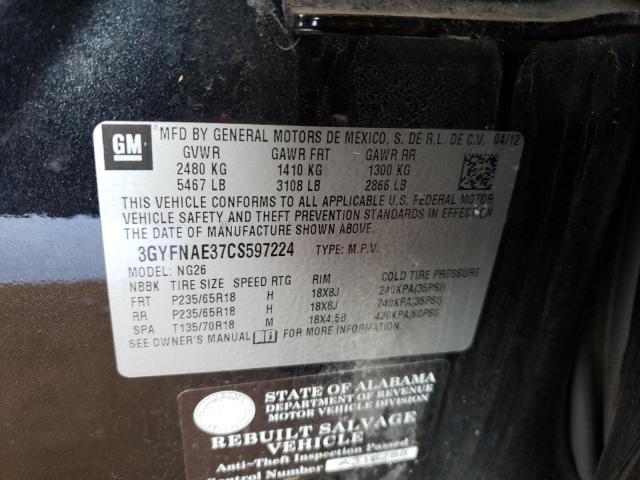 GM
MFD BY GENERAL MOTORS DE MEXICO, S. DE R.L. DE C.V. 04/12
GVWR GAWR FRT GAWR RR
2480 KG 1410 KG 1300 KG
5467 LB 3108 LB 2866 LB
THIS VEHICLE CONFORMS TO ALL APPLICABLE U.S. FEDERAL MOTOR
VEHICLE SAFETY AND THEFT PREVENTION STANDARDS IN EFFECT ON
THE DATE OF MANUFACTURE SHOWN ABOVE.
3GYFNAE37CS597224 TYPE: M.P.V.
MODEL: NG26
NBBK TIRE SIZE SPEED RTG RIM COLD TIRE PRESSURE
FRT P235/65R18 H 18X8J 240KPA(35PSI)
RR P235/65R18 H 18X8J 240KPA(35PSI)
SPA T135/70R18 M 18X4.5B 420KPA(60PSI)
SEE OWNER'S MANUAL FOR MORE INFORMATION
STATE OF ALABAMA
DEPARTMENT OF REVENUE
MOTOR VEHICLE DIVISION
REBUILT SALVAGE
VEHICLE
Anti-Theft Inspection Passed
Control Number